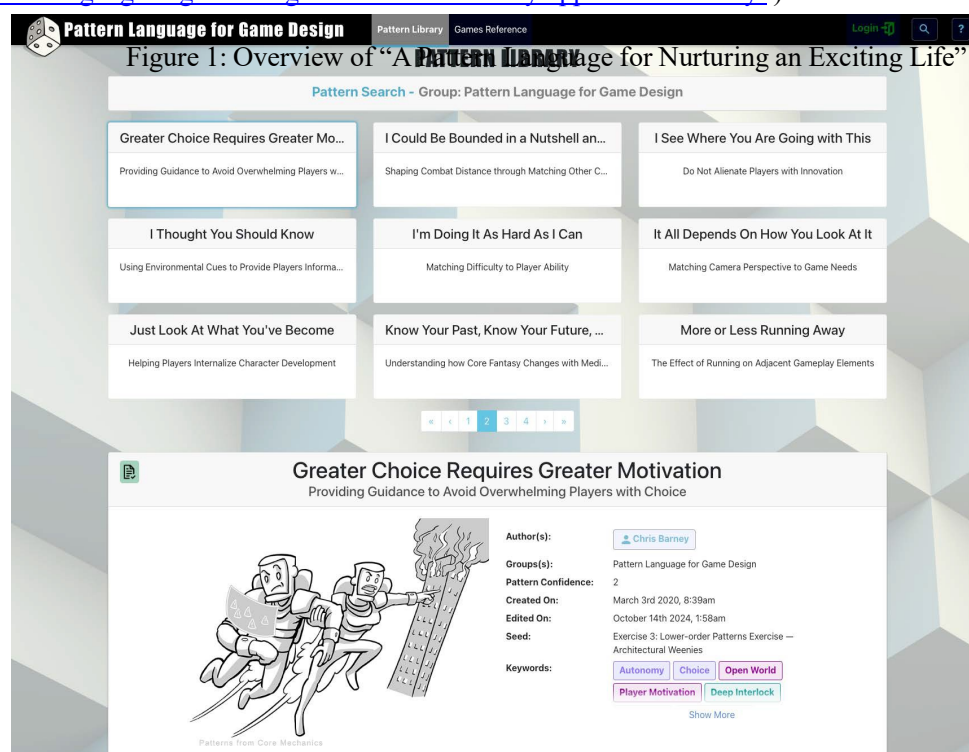 Pattern Language for Game Design
Pattern Library Games Reference
Login
?
Figure 1: Overview of “A Pattern Language for Nurturing an Exciting Life”
PATTERN LIBRARY
Pattern Search - Group: Pattern Language for Game Design
Greater Choice Requires Greater Mo...
Providing Guidance to Avoid Overwhelming Players w...
I Could Be Bounded in a Nutshell an...
Shaping Combat Distance through Matching Other C...
I See Where You Are Going with This
Do Not Alienate Players with Innovation
I Thought You Should Know
Using Environmental Cues to Provide Players Informa...
I'm Doing It As Hard As I Can
Matching Difficulty to Player Ability
It All Depends On How You Look At It
Matching Camera Perspective to Game Needs
Just Look At What You've Become
Helping Players Internalize Character Development
Know Your Past, Know Your Future, ...
Understanding how Core Fantasy Changes with Medi...
More or Less Running Away
The Effect of Running on Adjacent Gameplay Elements
« ‹ 1 2 3 4 › »
Greater Choice Requires Greater Motivation
Providing Guidance to Avoid Overwhelming Players with Choice
Author(s): Chris Barney
Groups(s): Pattern Language for Game Design
Pattern Confidence: 2
Created On: March 3rd 2020, 8:39am
Edited On: October 14th 2024, 1:58am
Seed: Exercise 3: Lower-order Patterns Exercise —
Architectural Weenies
Keywords: Autonomy Choice Open World
Player Motivation Deep Interlock
Show More
Patterns from Core Mechanics